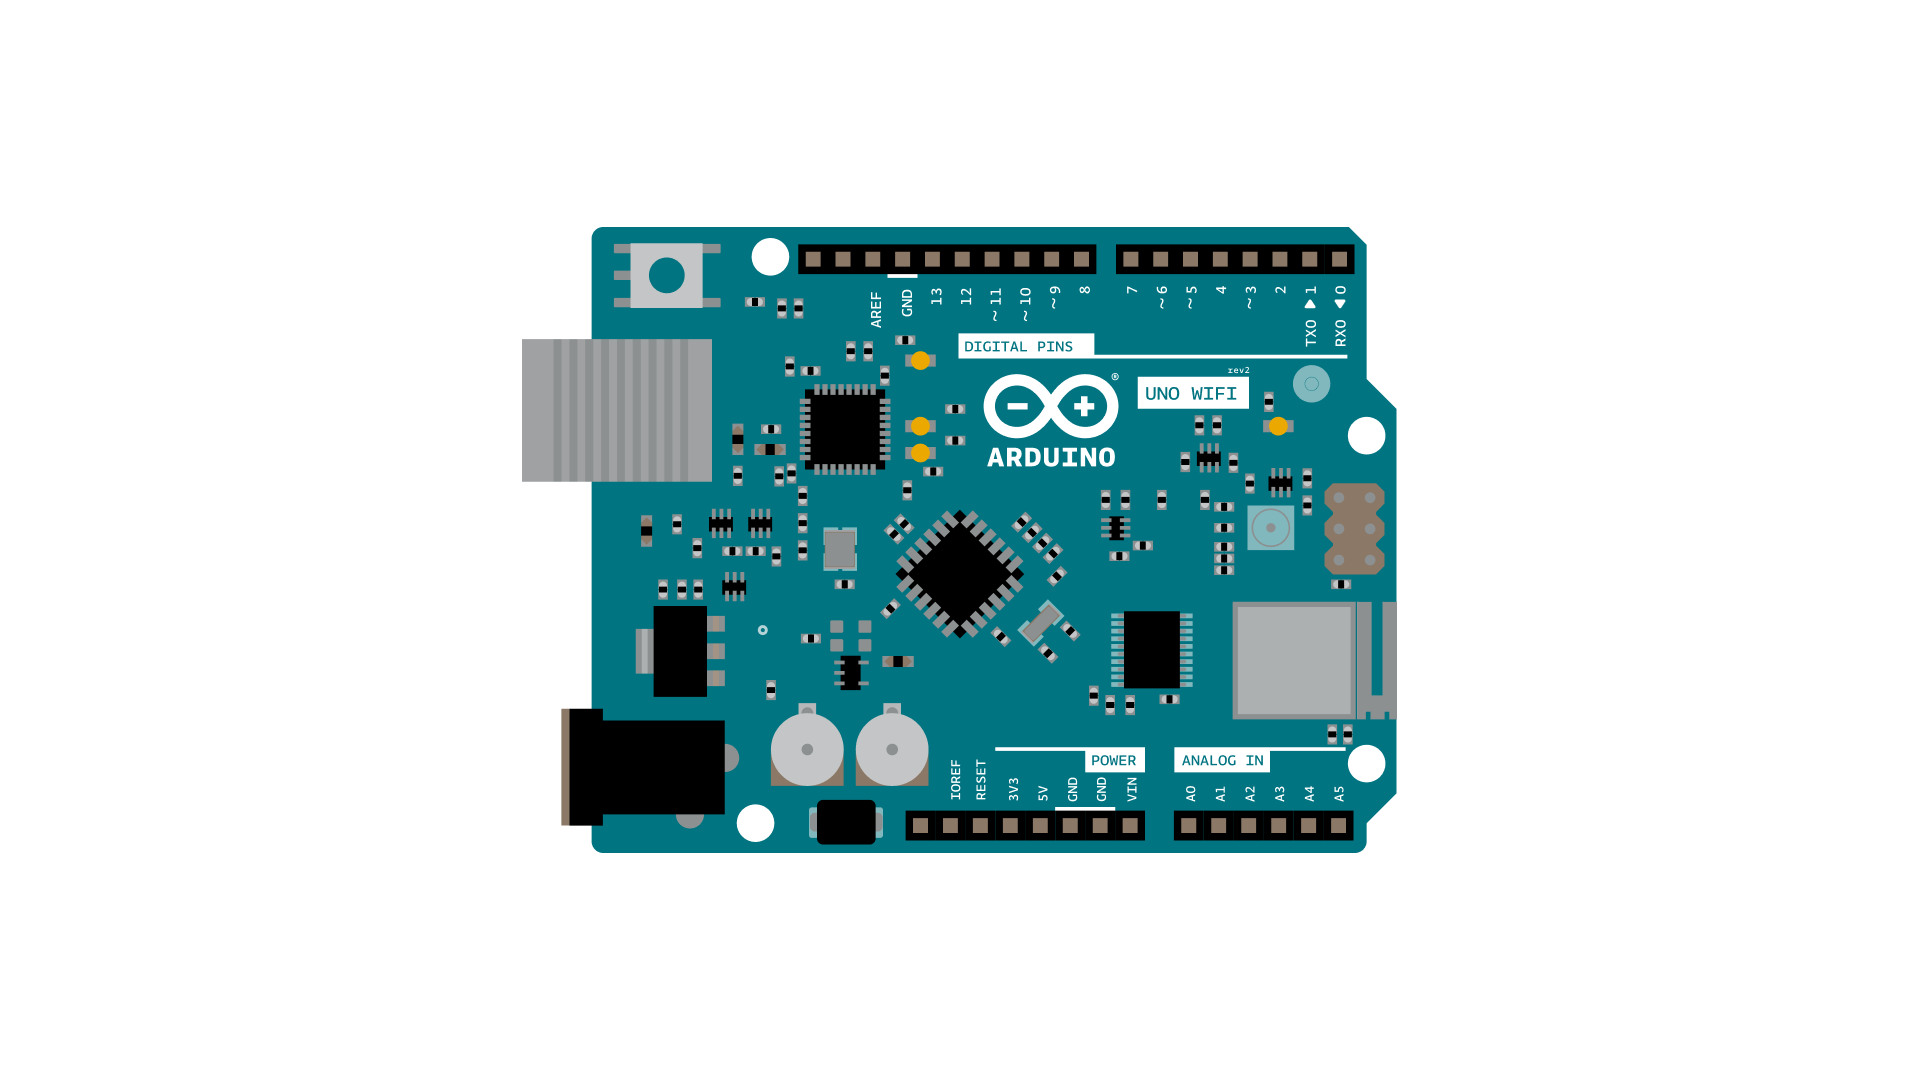 AREF
GND
13
12
~11
~10
~9
8
7
~6
~5
4
~3
2
TX0 ▶ 1
RX0 ◀ 0
DIGITAL PINS
rev2
UNO WIFI
®
ARDUINO
POWER
ANALOG IN
IOREF
RESET
3V3
5V
GND
GND
VIN
A0
A1
A2
A3
A4
A5